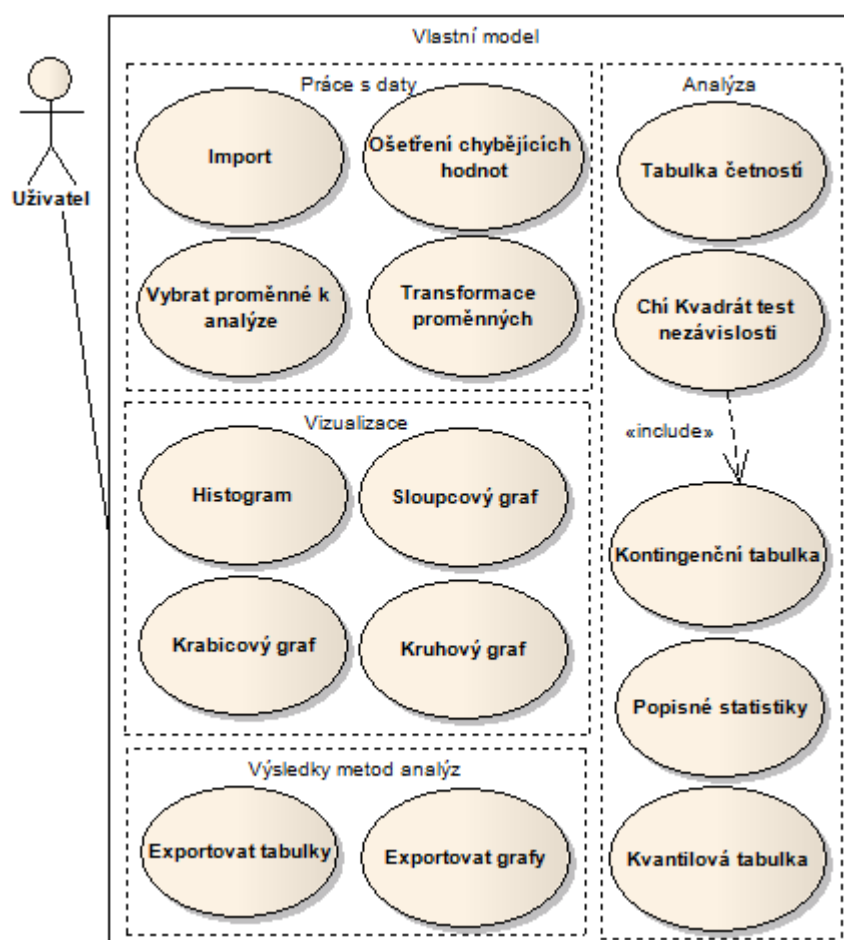 Vlastní model
Uživatel
Práce s daty
Import
Ošetření chybějících
hodnot
Vybrat proměnné k
analýze
Transformace
proměnných
Vizualizace
Histogram
Sloupcový graf
Krabicový graf
Kruhový graf
Výsledky metod analýz
Exportovat tabulky
Exportovat grafy
Analýza
Tabulka četností
Chí Kvadrát test
nezávislosti
«include»
Kontingenční tabulka
Popisné statistiky
Kvantilová tabulka